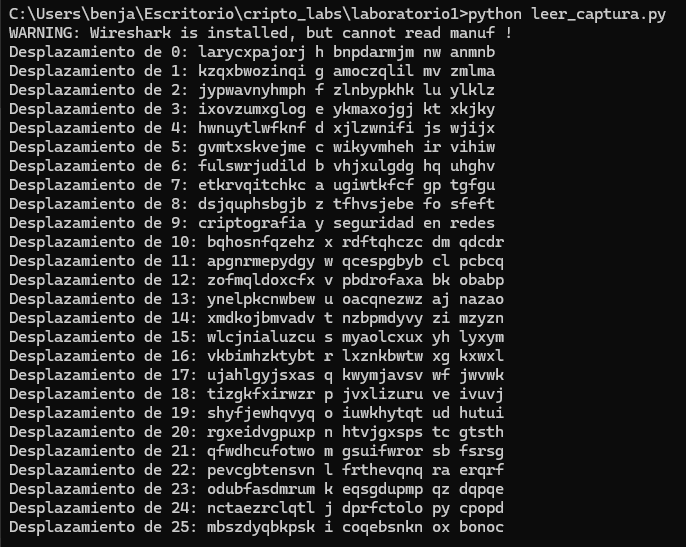 C:\Users\benja\Escritorio\cripto_labs\laboratorio1>python leer_captura.py
WARNING: Wireshark is installed, but cannot read manuf !
Desplazamiento de 0: larycxpajorj h bnpdarmjm nw anmnb
Desplazamiento de 1: kzqxbwozinqi g amoczqlil mv zmlma
Desplazamiento de 2: jypwavnyhmph f zlnbypkhk lu ylklz
Desplazamiento de 3: ixovzumxglog e ykmaxojgj kt xkjky
Desplazamiento de 4: hwnuytlwfknf d xjlzwnifi js wjijx
Desplazamiento de 5: gvmtxskvejme c wikyvmheh ir vihiw
Desplazamiento de 6: fulswrjudild b vhjxulgdg hq uhghv
Desplazamiento de 7: etkrvqitchkc a ugiwtkfcf gp tgfgu
Desplazamiento de 8: dsjquphsbgjb z tfhvsjebe fo sfeft
Desplazamiento de 9: criptografia y seguridad en redes
Desplazamiento de 10: bqhosnfqzehz x rdftqhczc dm qdcdr
Desplazamiento de 11: apgnrmepydgy w qcespgbyb cl pcbcq
Desplazamiento de 12: zofmqldoxcfx v pbdrofaxa bk obabp
Desplazamiento de 13: ynelpkcnwbew u oacqnezwz aj nazao
Desplazamiento de 14: xmdkojbmvadv t nzbpmdyvy zi mzyzn
Desplazamiento de 15: wlcjnialuzcu s myaolcxux yh lyxym
Desplazamiento de 16: vkbimhzktybt r lxznkbwtw xg kxwxl
Desplazamiento de 17: ujahlgyjsxas q kwymjavsv wf jwvwk
Desplazamiento de 18: tizgkfxirwzr p jvxlizuru ve ivuvj
Desplazamiento de 19: shyfjewhqvyq o iuwkhytqt ud hutui
Desplazamiento de 20: rgxeidvgpuxp n htvjgxsps tc gtsth
Desplazamiento de 21: qfwdhcufotwo m gsuifwror sb fsrsg
Desplazamiento de 22: pevcgbtensvn l frthevqnq ra erqrf
Desplazamiento de 23: odubfasdmrum k eqsgdupmp qz dqpqe
Desplazamiento de 24: nctaezrclqtl j dprfctolo py cpopd
Desplazamiento de 25: mbszdyqbkpsk i coqebsnkn ox bonoc